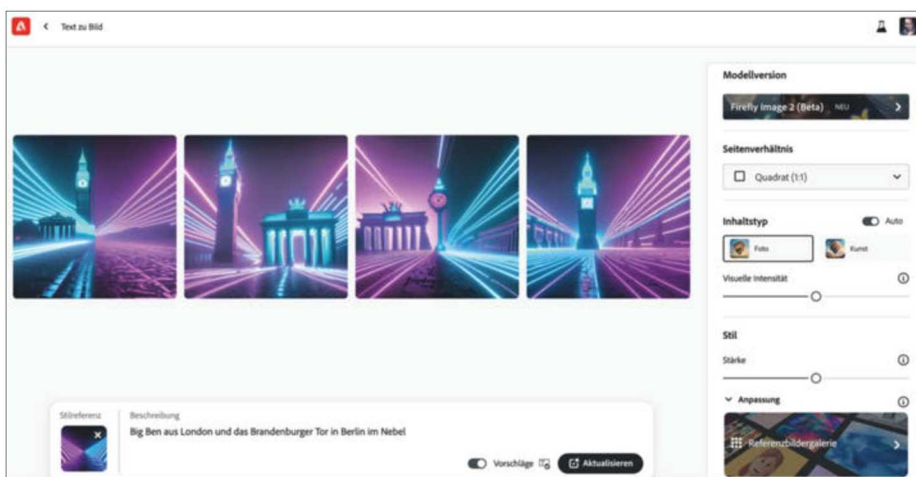 Text zu Bild
Modellversion
Firefly Image 2 (Beta) NEU
Seitenverhältnis
Quadrat (1:1)
Inhaltstyp
Auto
Foto
Kunst
Visuelle Intensität
Stil
Stärke
Anpassung
Referenzbildergalerie
Stilreferenz
Beschreibung
Big Ben aus London und das Brandenburger Tor in Berlin im Nebel
Vorschläge
Aktualisieren